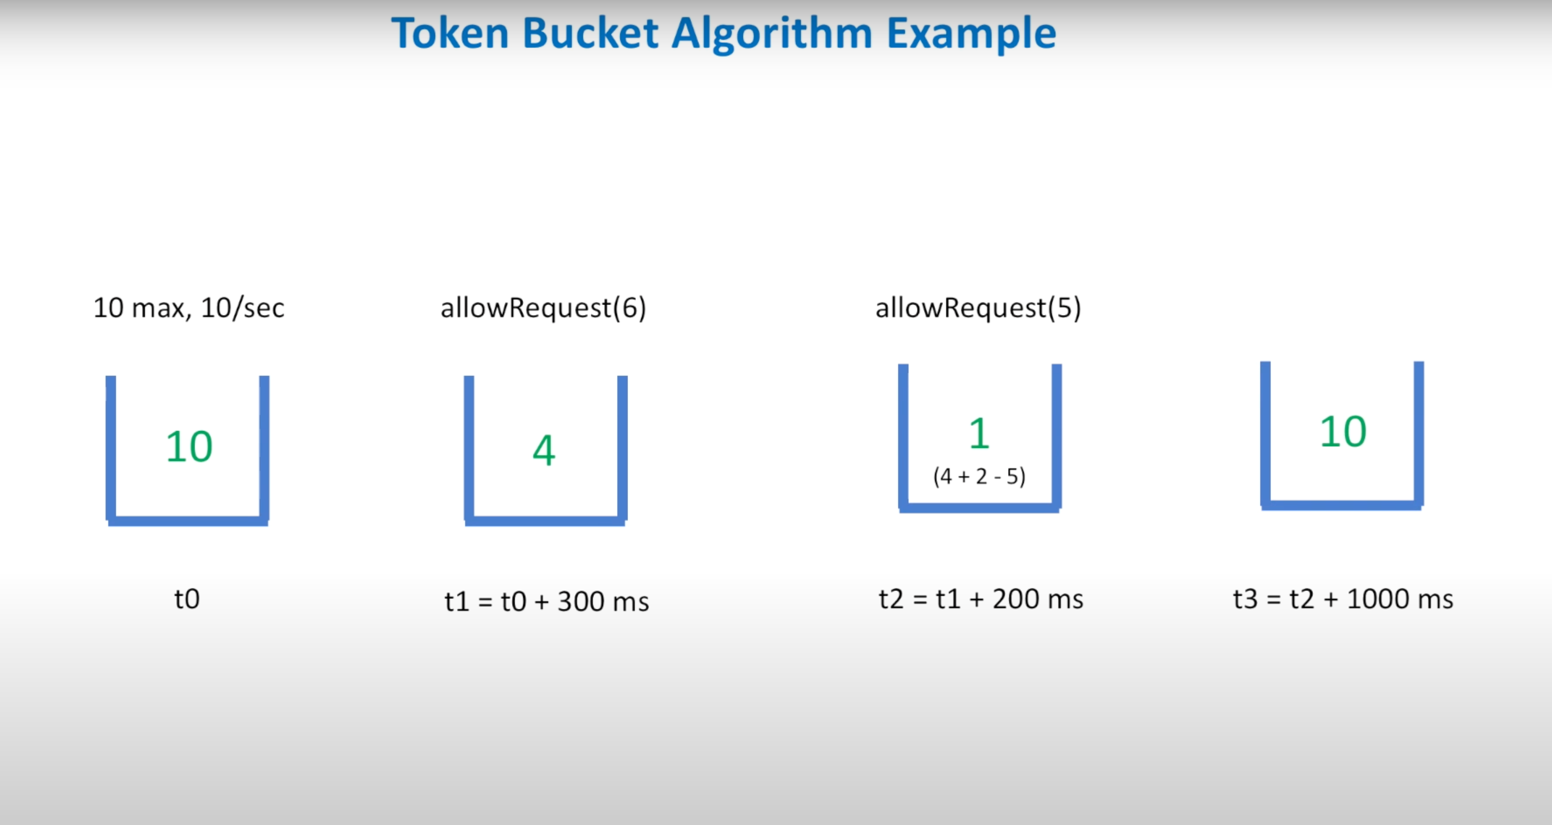 Token Bucket Algorithm Example
10 max, 10/sec
allowRequest(6)
allowRequest(5)
10
4
1
(4 + 2 - 5)
10
t0
t1 = t0 + 300 ms
t2 = t1 + 200 ms
t3 = t2 + 1000 ms